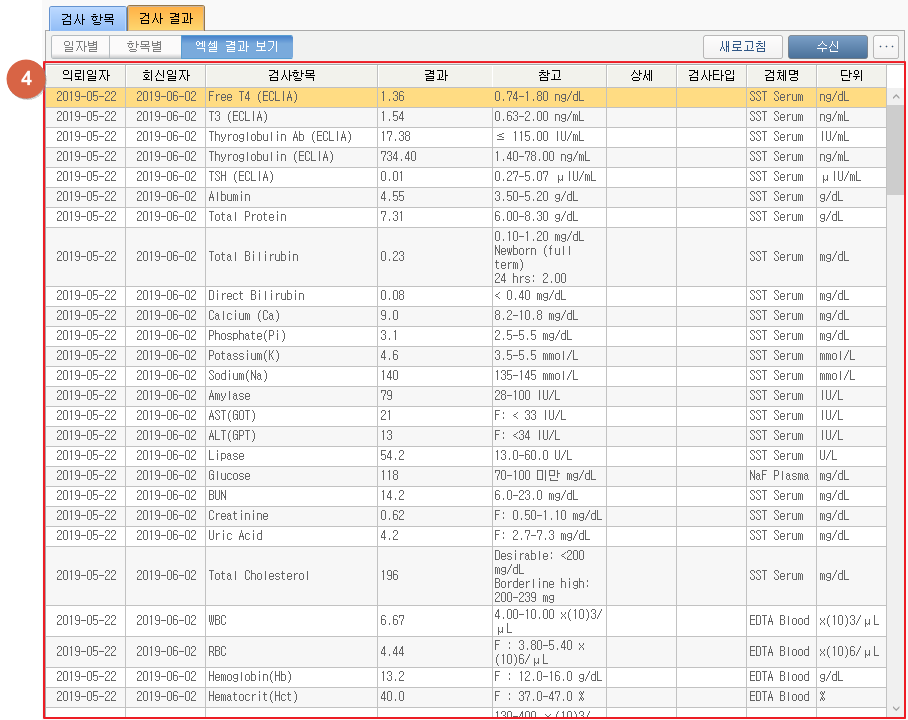 검사 항목 검사 결과
일자별 항목별 엑셀 결과 보기 새로고침 수신 ...
4
의뢰일자 회신일자 검사항목 결과 참고 상세 검사타입 검체명 단위
2019-05-22 2019-06-02 Free T4 (ECLIA) 1.36 0.74-1.80 ng/dL SST Serum ng/dL
2019-05-22 2019-06-02 T3 (ECLIA) 1.54 0.63-2.00 ng/mL SST Serum ng/mL
2019-05-22 2019-06-02 Thyroglobulin Ab (ECLIA) 17.38 ≤ 115.00 IU/mL SST Serum IU/mL
2019-05-22 2019-06-02 Thyroglobulin (ECLIA) 734.40 1.40-78.00 ng/mL SST Serum ng/mL
2019-05-22 2019-06-02 TSH (ECLIA) 0.01 0.27-5.07 μIU/mL SST Serum μIU/mL
2019-05-22 2019-06-02 Albumin 4.55 3.50-5.20 g/dL SST Serum g/dL
2019-05-22 2019-06-02 Total Protein 7.31 6.00-8.30 g/dL SST Serum g/dL
2019-05-22 2019-06-02 Total Bilirubin 0.23 0.10-1.20 mg/dL
Newborn (full
term)
24 hrs: 2.00 SST Serum mg/dL
2019-05-22 2019-06-02 Direct Bilirubin 0.08 < 0.40 mg/dL SST Serum mg/dL
2019-05-22 2019-06-02 Calcium (Ca) 9.0 8.2-10.8 mg/dL SST Serum mg/dL
2019-05-22 2019-06-02 Phosphate(Pi) 3.1 2.5-5.5 mg/dL SST Serum mg/dL
2019-05-22 2019-06-02 Potassium(K) 4.6 3.5-5.5 mmol/L SST Serum mmol/L
2019-05-22 2019-06-02 Sodium(Na) 140 135-145 mmol/L SST Serum mmol/L
2019-05-22 2019-06-02 Amylase 79 28-100 IU/L SST Serum IU/L
2019-05-22 2019-06-02 AST(GOT) 21 F: < 33 IU/L SST Serum IU/L
2019-05-22 2019-06-02 ALT(GPT) 13 F: <34 IU/L SST Serum IU/L
2019-05-22 2019-06-02 Lipase 54.2 13.0-60.0 U/L SST Serum U/L
2019-05-22 2019-06-02 Glucose 118 70-100 미만 mg/dL NaF Plasma mg/dL
2019-05-22 2019-06-02 BUN 14.2 6.0-23.0 mg/dL SST Serum mg/dL
2019-05-22 2019-06-02 Creatinine 0.62 F: 0.50-1.10 mg/dL SST Serum mg/dL
2019-05-22 2019-06-02 Uric Acid 4.2 F: 2.7-7.3 mg/dL SST Serum mg/dL
2019-05-22 2019-06-02 Total Cholesterol 196 Desirable: <200
mg/dL
Borderline high:
200-239 mg SST Serum mg/dL
2019-05-22 2019-06-02 WBC 6.67 4.00-10.00 x(10)3/
μL EDTA Blood x(10)3/μL
2019-05-22 2019-06-02 RBC 4.44 F : 3.80-5.40 x
(10)6/μL EDTA Blood x(10)6/μL
2019-05-22 2019-06-02 Hemoglobin(Hb) 13.2 F : 12.0-16.0 g/dL EDTA Blood g/dL
2019-05-22 2019-06-02 Hematocrit(Hct) 40.0 F : 37.0-47.0 % EDTA Blood %
130-400 x(10)3/